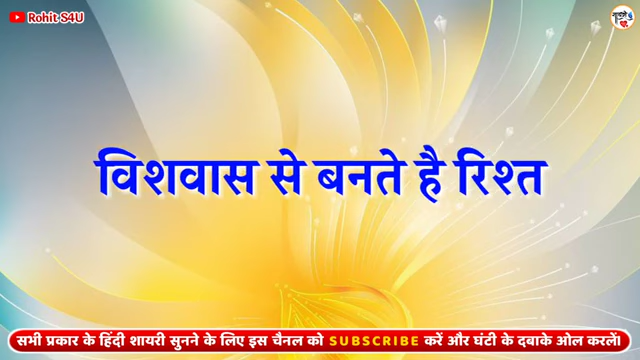 Rohit S4U
विशवास से बनते है रिश्त
सभी प्रकार के हिंदी शायरी सुनने के लिए इस चैनल को SUBSCRIBE करें और घंटी के दबाके ओल करलें।